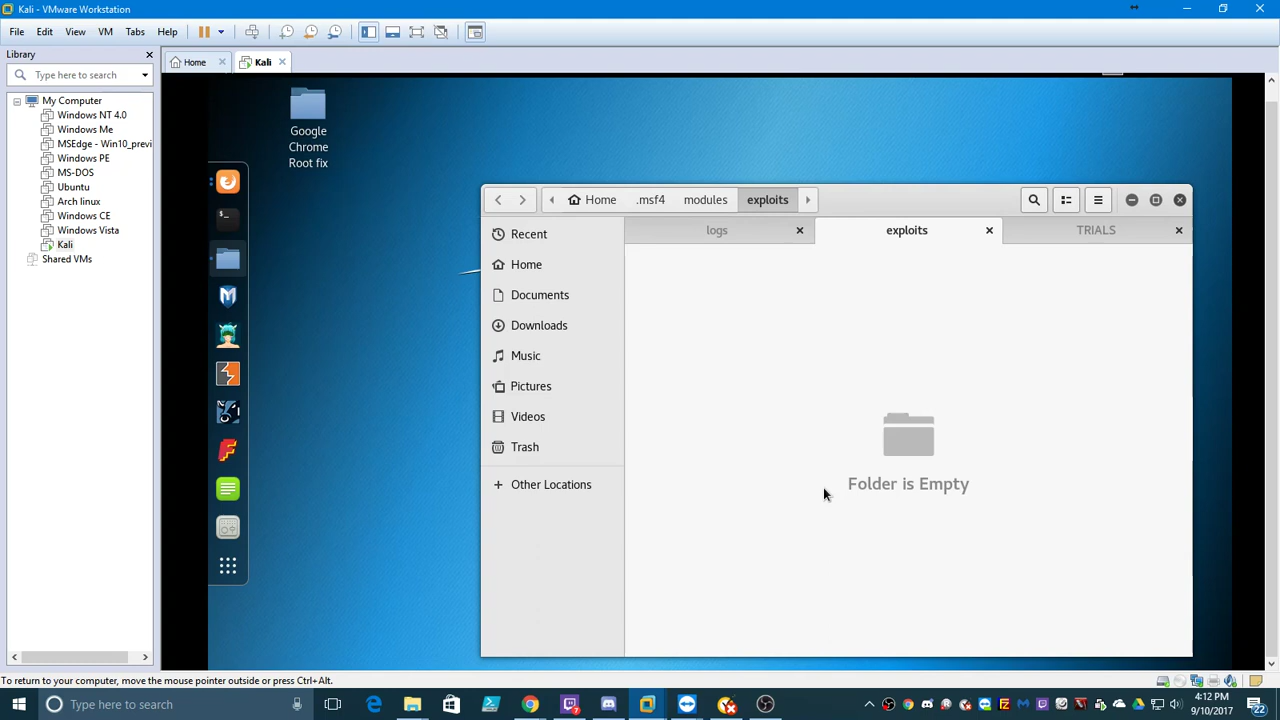 Kali - VMware Workstation
File Edit View VM Tabs Help
Library
Type here to search
Home
Kali
My Computer
Windows NT 4.0
Windows Me
MSEdge - Win10_previ
Windows PE
MS-DOS
Ubuntu
Arch linux
Windows CE
Windows Vista
Kali
Shared VMs
Google
Chrome
Root fix
Home .msf4 modules exploits
logs exploits TRIALS
Recent
Home
Documents
Downloads
Music
Pictures
Videos
Trash
Other Locations
Folder is Empty
To return to your computer, move the mouse pointer outside or press Ctrl+Alt.
Type here to search
4:12 PM
9/10/2017
22